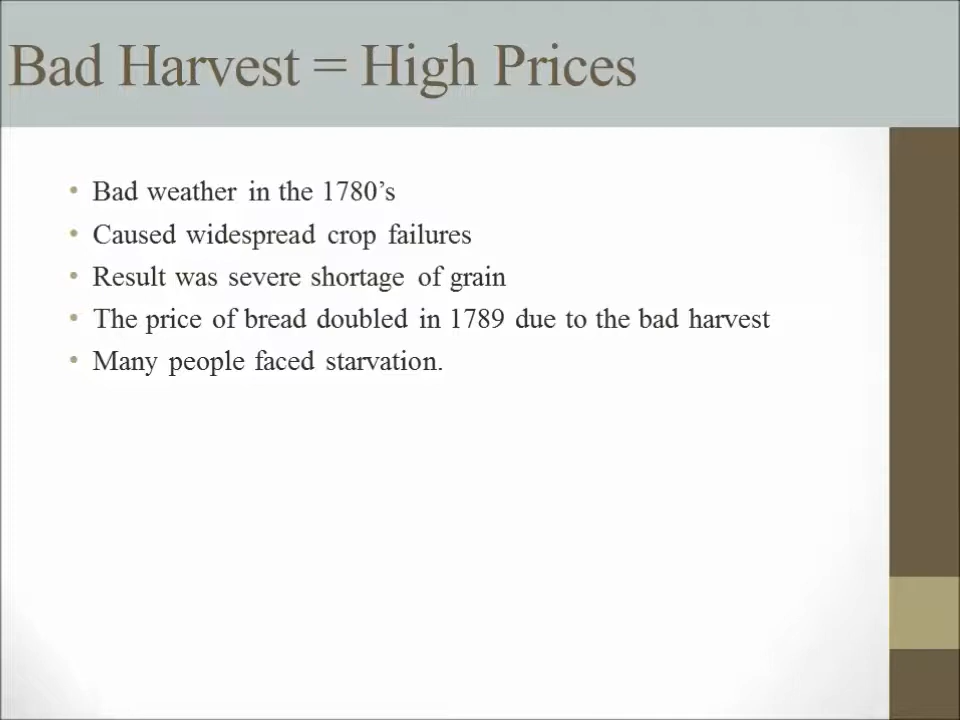 Bad Harvest = High Prices
• Bad weather in the 1780’s
• Caused widespread crop failures
• Result was severe shortage of grain
• The price of bread doubled in 1789 due to the bad harvest
• Many people faced starvation.